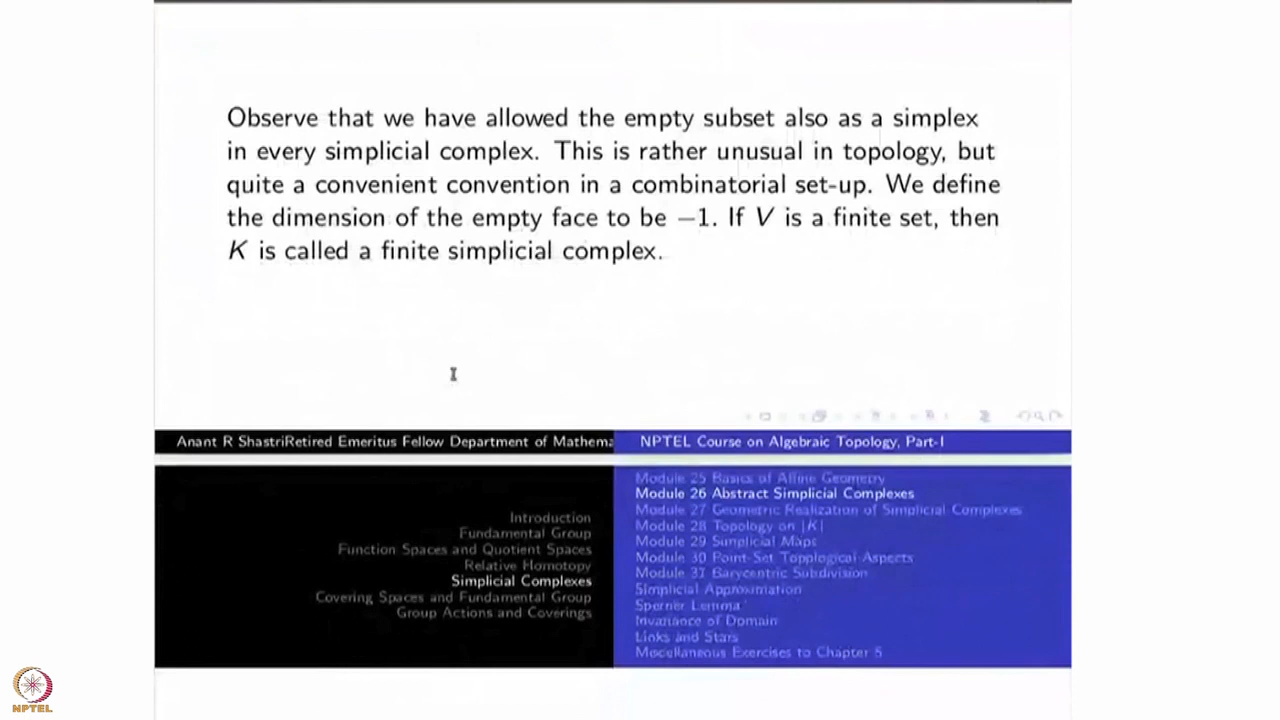 Observe that we have allowed the empty subset also as a simplex
in every simplicial complex. This is rather unusual in topology, but
quite a convenient convention in a combinatorial set-up. We define
the dimension of the empty face to be −1. If V is a finite set, then
K is called a finite simplicial complex.
Anant R ShastriRetired Emeritus Fellow Department of Mathema
NPTEL Course on Algebraic Topology, Part-I
Introduction
Fundamental Group
Function Spaces and Quotient Spaces
Relative Homotopy
Simplicial Complexes
Covering Spaces and Fundamental Group
Group Actions and Coverings
Module 25 Basics of Affine Geometry
Module 26 Abstract Simplicial Complexes
Module 27 Geometric Realization of Simplicial Complexes
Module 28 Topology on |K|
Module 29 Simplicial Maps
Module 30 Point-Set Topological Aspects
Module 31 Barycentric Subdivision
Simplicial Approximation
Sperner Lemma
Invariance of Domain
Links and Stars
Miscellaneous Exercises to Chapter 5
NPTEL